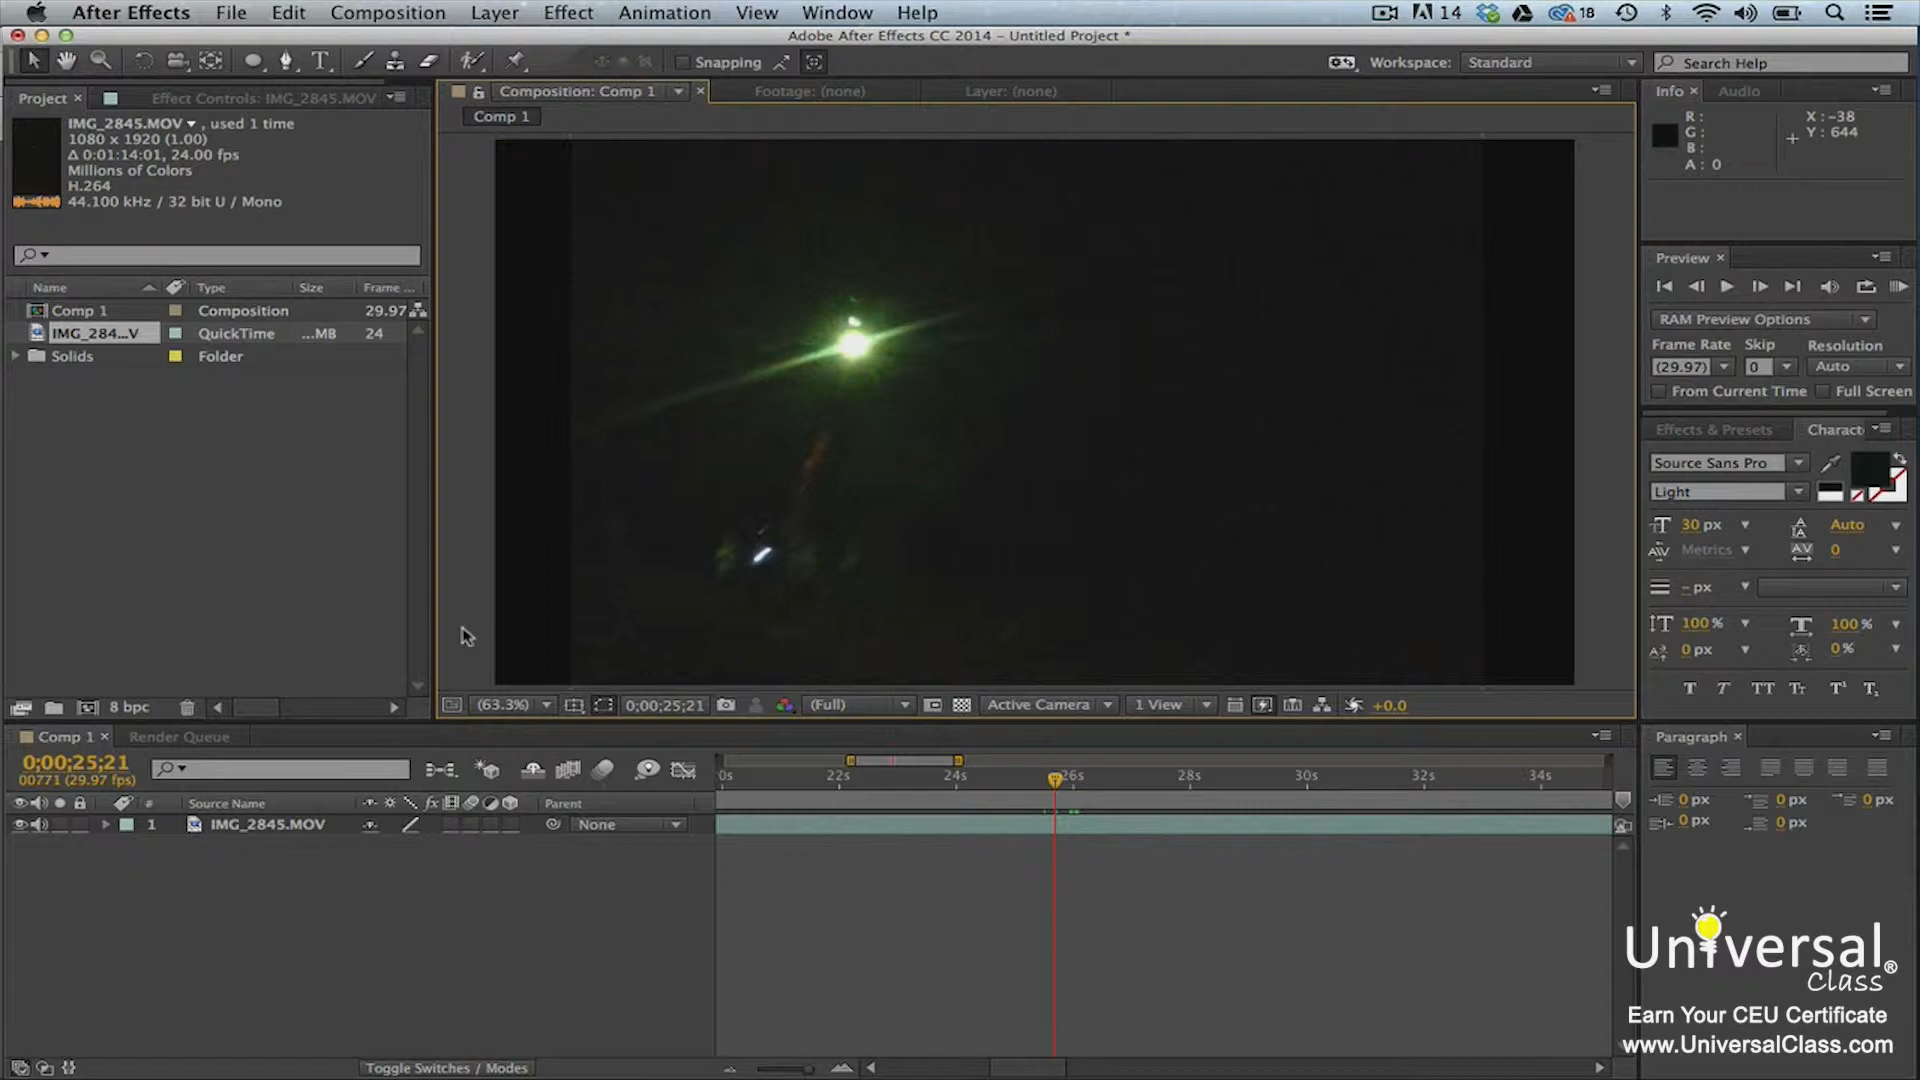 After Effects File Edit Composition Layer Effect Animation View Window Help 14 18
Adobe After Effects CC 2014 – Untitled Project *
Snapping Workspace: Standard Search Help
Project × Effect Controls: IMG_2845.MOV
Composition: Comp 1 × Footage: (none) Layer: (none)
Info × Audio
IMG_2845.MOV , used 1 time
1080 x 1920 (1.00)
Δ 0:01:14:01, 24.00 fps
Millions of Colors
H.264
44.100 kHz / 32 bit U / Mono
Comp 1
R :
G :
B :
A : 0
X : -38
Y : 644
Name Type Size Frame ...
Comp 1 Composition 29.97
IMG_284...V QuickTime ...MB 24
Solids Folder
Preview ×
RAM Preview Options
Frame Rate Skip Resolution
(29.97) 0 Auto
From Current Time Full Screen
Effects & Presets Charact
Source Sans Pro
Light
30 px Auto
Metrics 0
– px
100 % 100 %
0 px 0 %
T T TT Tr T¹ T₁
8 bpc
(63.3%) 0;00;25;21 (Full) Active Camera 1 View +0.0
Comp 1 × Render Queue
0;00;25;21
00771 (29.97 fps)
0s 22s 24s 26s 28s 30s 32s 34s
# Source Name fx Parent
1 IMG_2845.MOV None
Toggle Switches / Modes
Paragraph ×
0 px 0 px 0 px
0 px 0 px
Universal®
Class
Earn Your CEU Certificate
www.UniversalClass.com